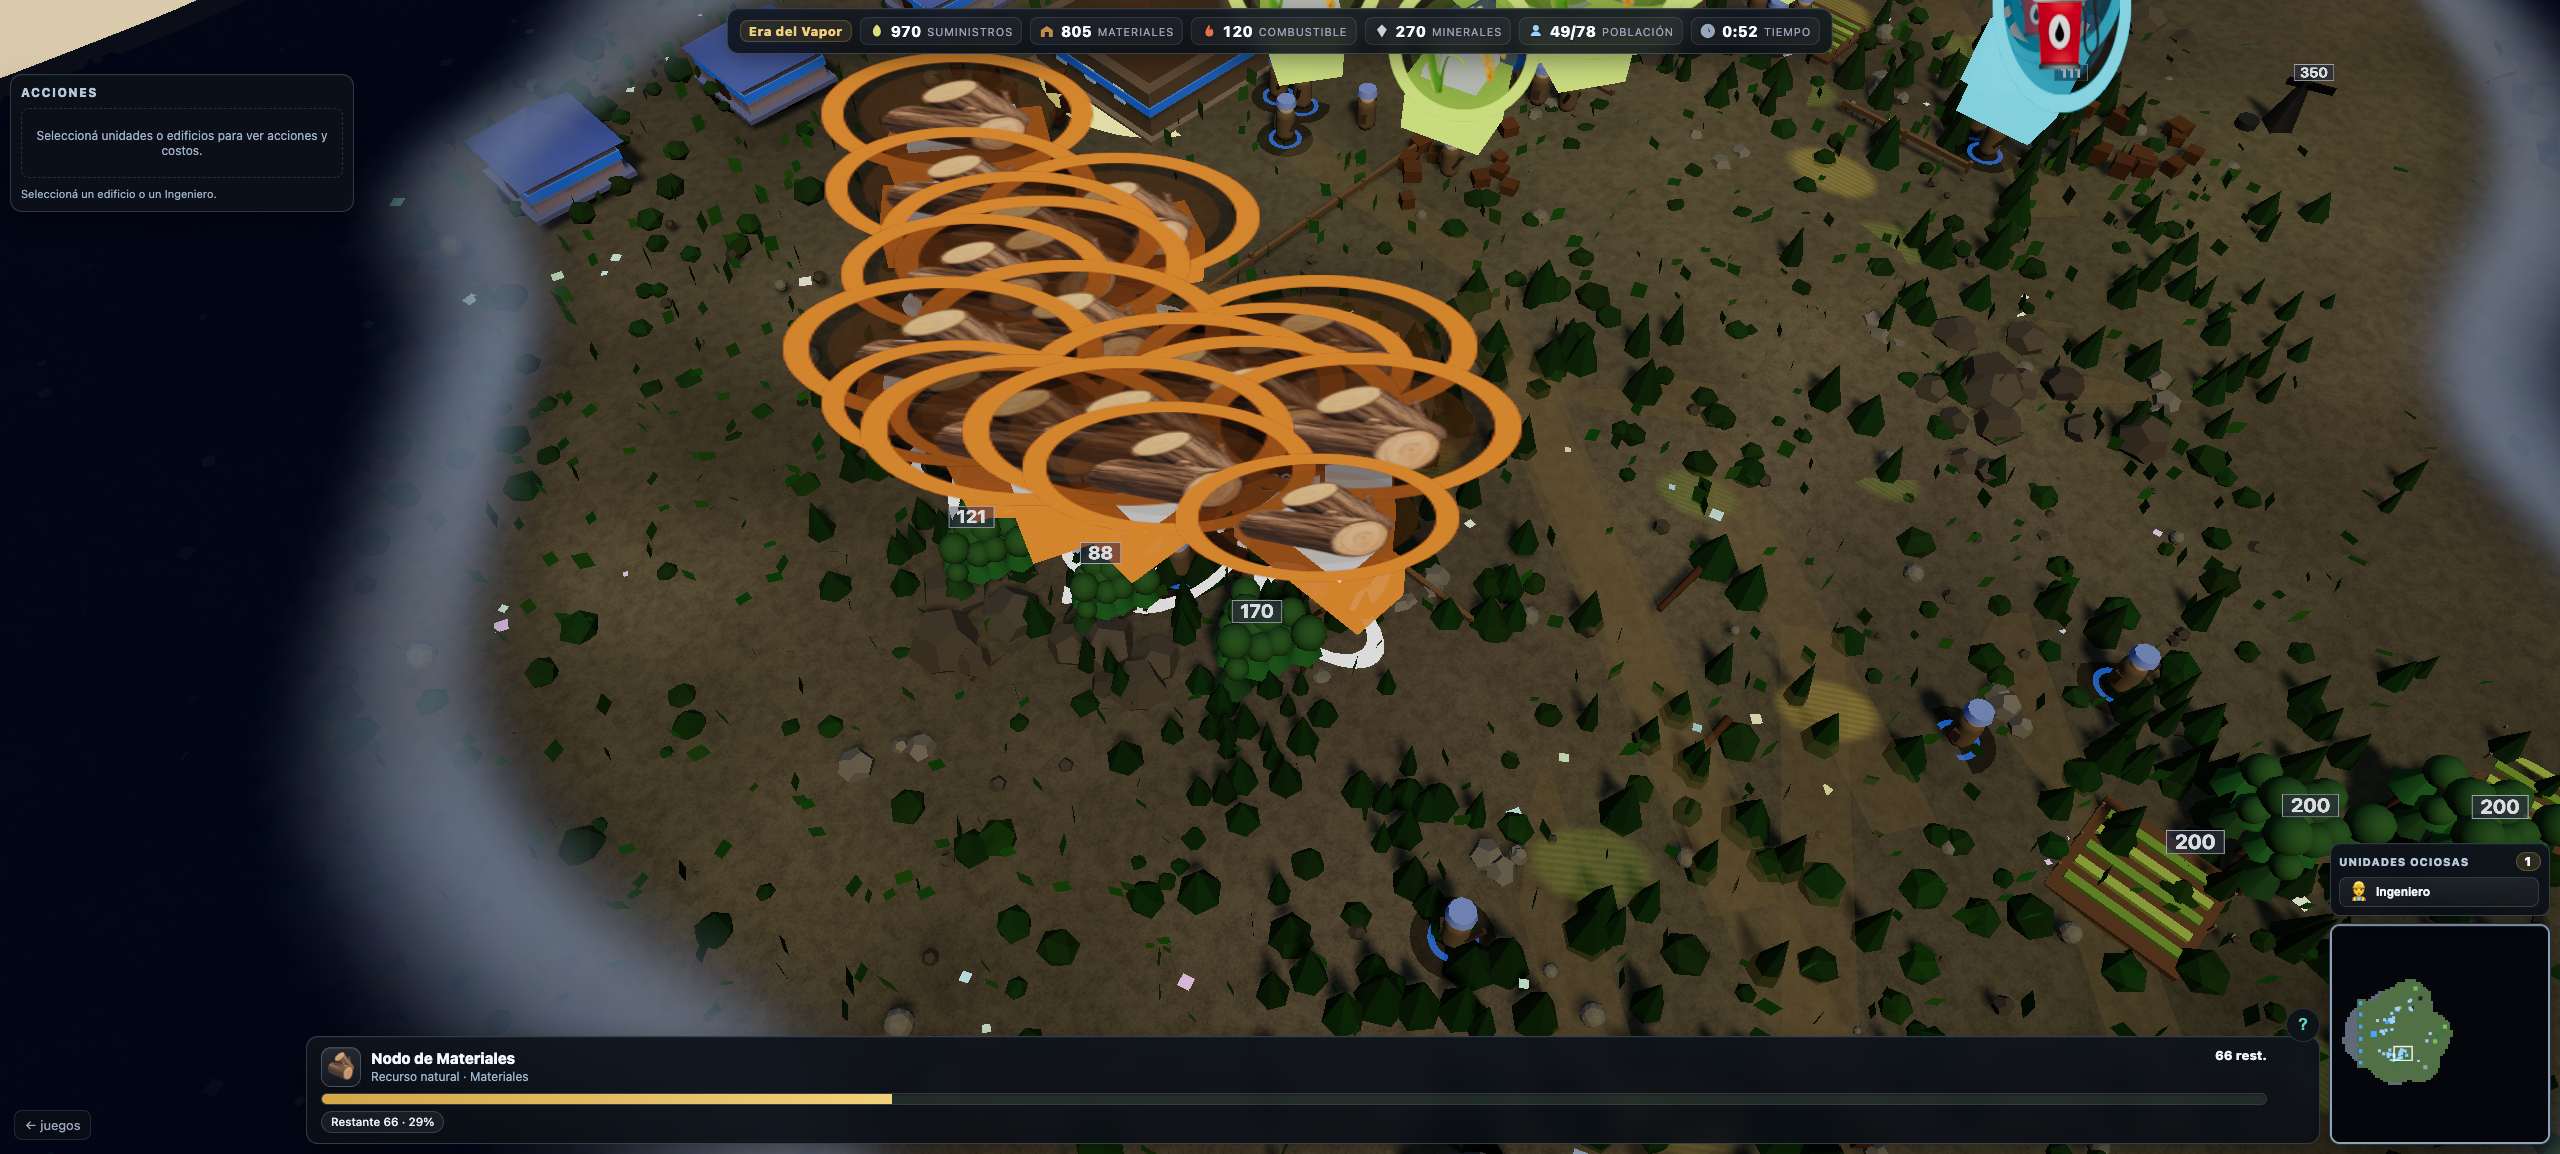 Era del Vapor
970 SUMINISTROS
805 MATERIALES
120 COMBUSTIBLE
270 MINERALES
49/78 POBLACIÓN
0:52 TIEMPO
ACCIONES
Seleccioná unidades o edificios para ver acciones y
costos.
Seleccioná un edificio o un Ingeniero.
111
350
121
88
170
200
200
200
UNIDADES OCIOSAS 1
Ingeniero
?
Nodo de Materiales
Recurso natural · Materiales
66 rest.
Restante 66 · 29%
← juegos